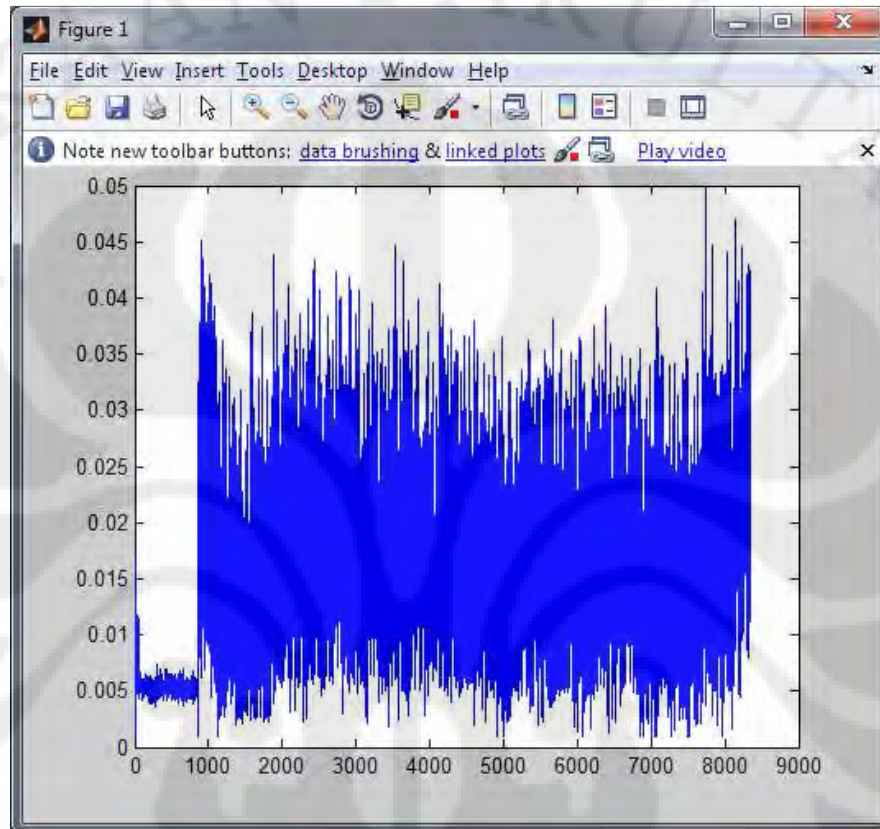 Figure 1
File Edit View Insert Tools Desktop Window Help
Note new toolbar buttons: data brushing & linked plots Play video
0.05
0.045
0.04
0.035
0.03
0.025
0.02
0.015
0.01
0.005
0
0 1000 2000 3000 4000 5000 6000 7000 8000 9000